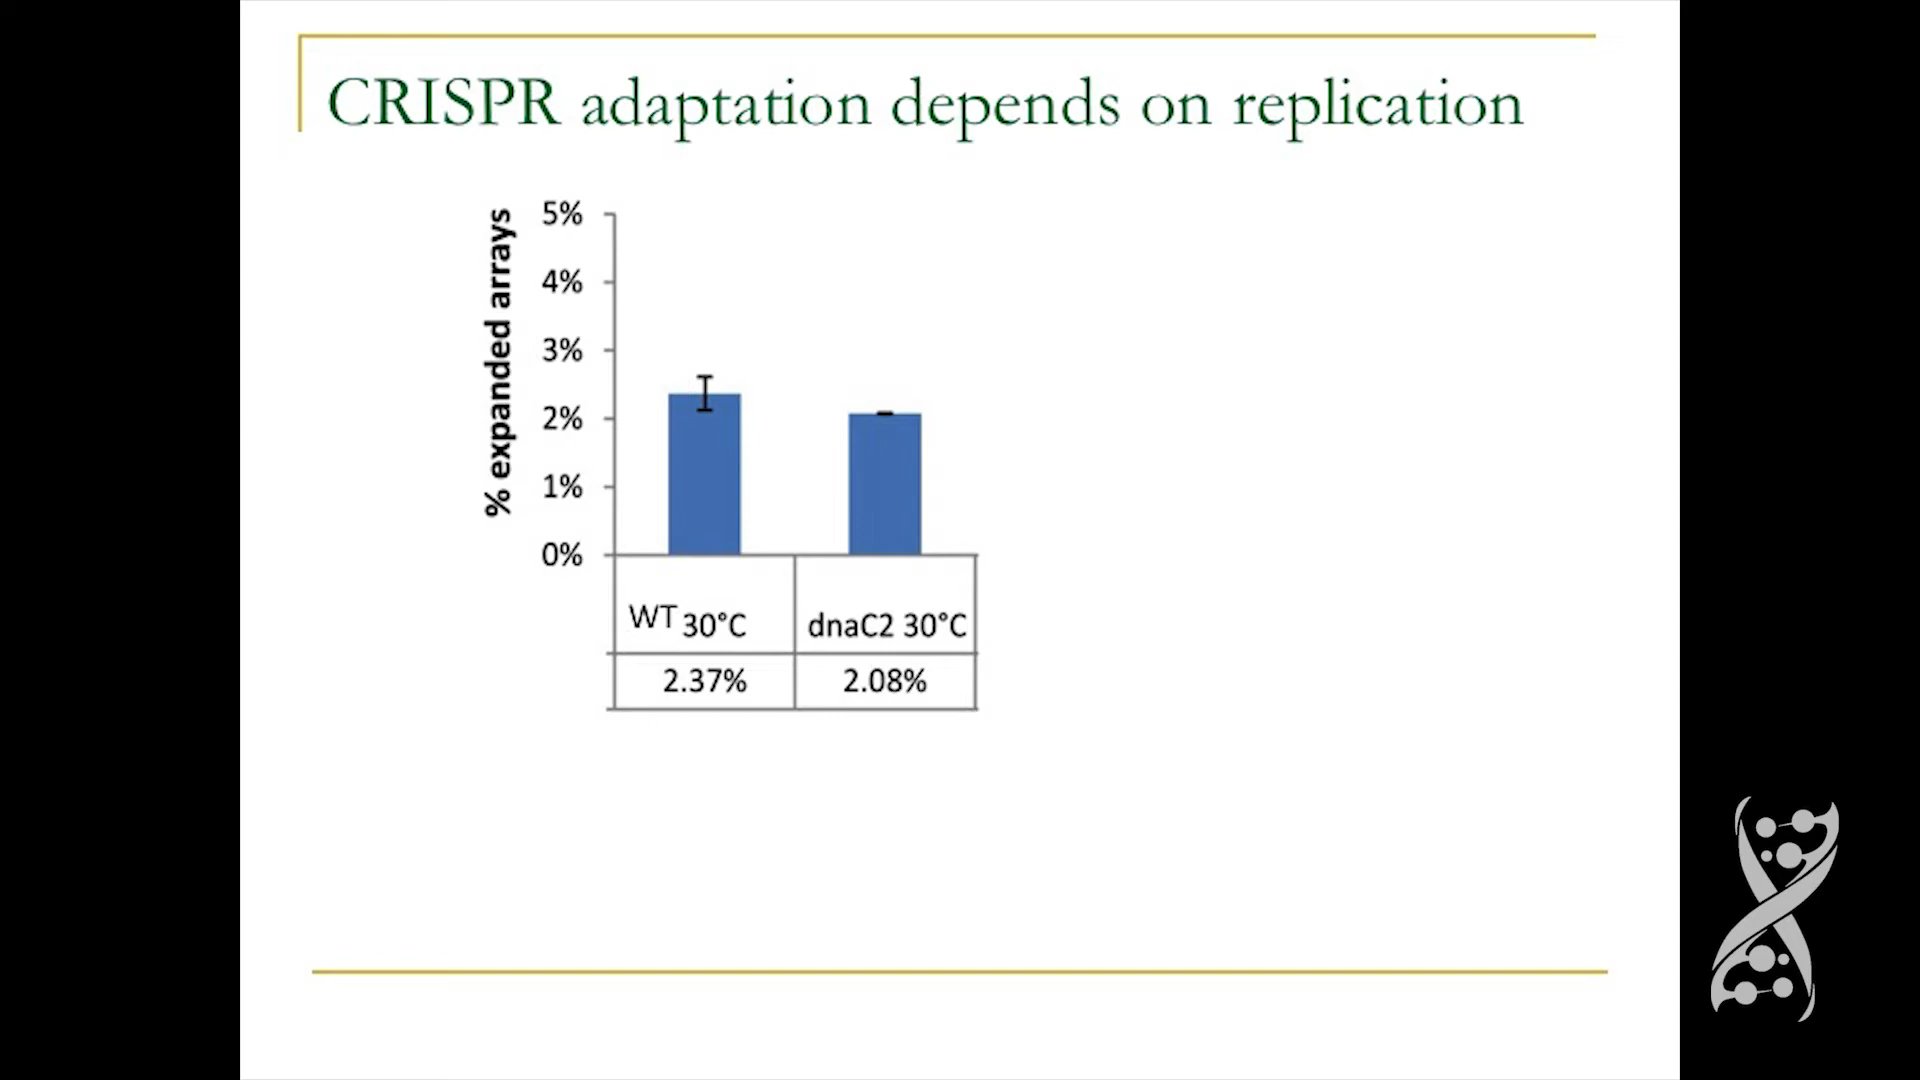 CRISPR adaptation depends on replication
% expanded arrays
5%
4%
3%
2%
1%
0%
WT 30°C
dnaC2 30°C
2.37%
2.08%